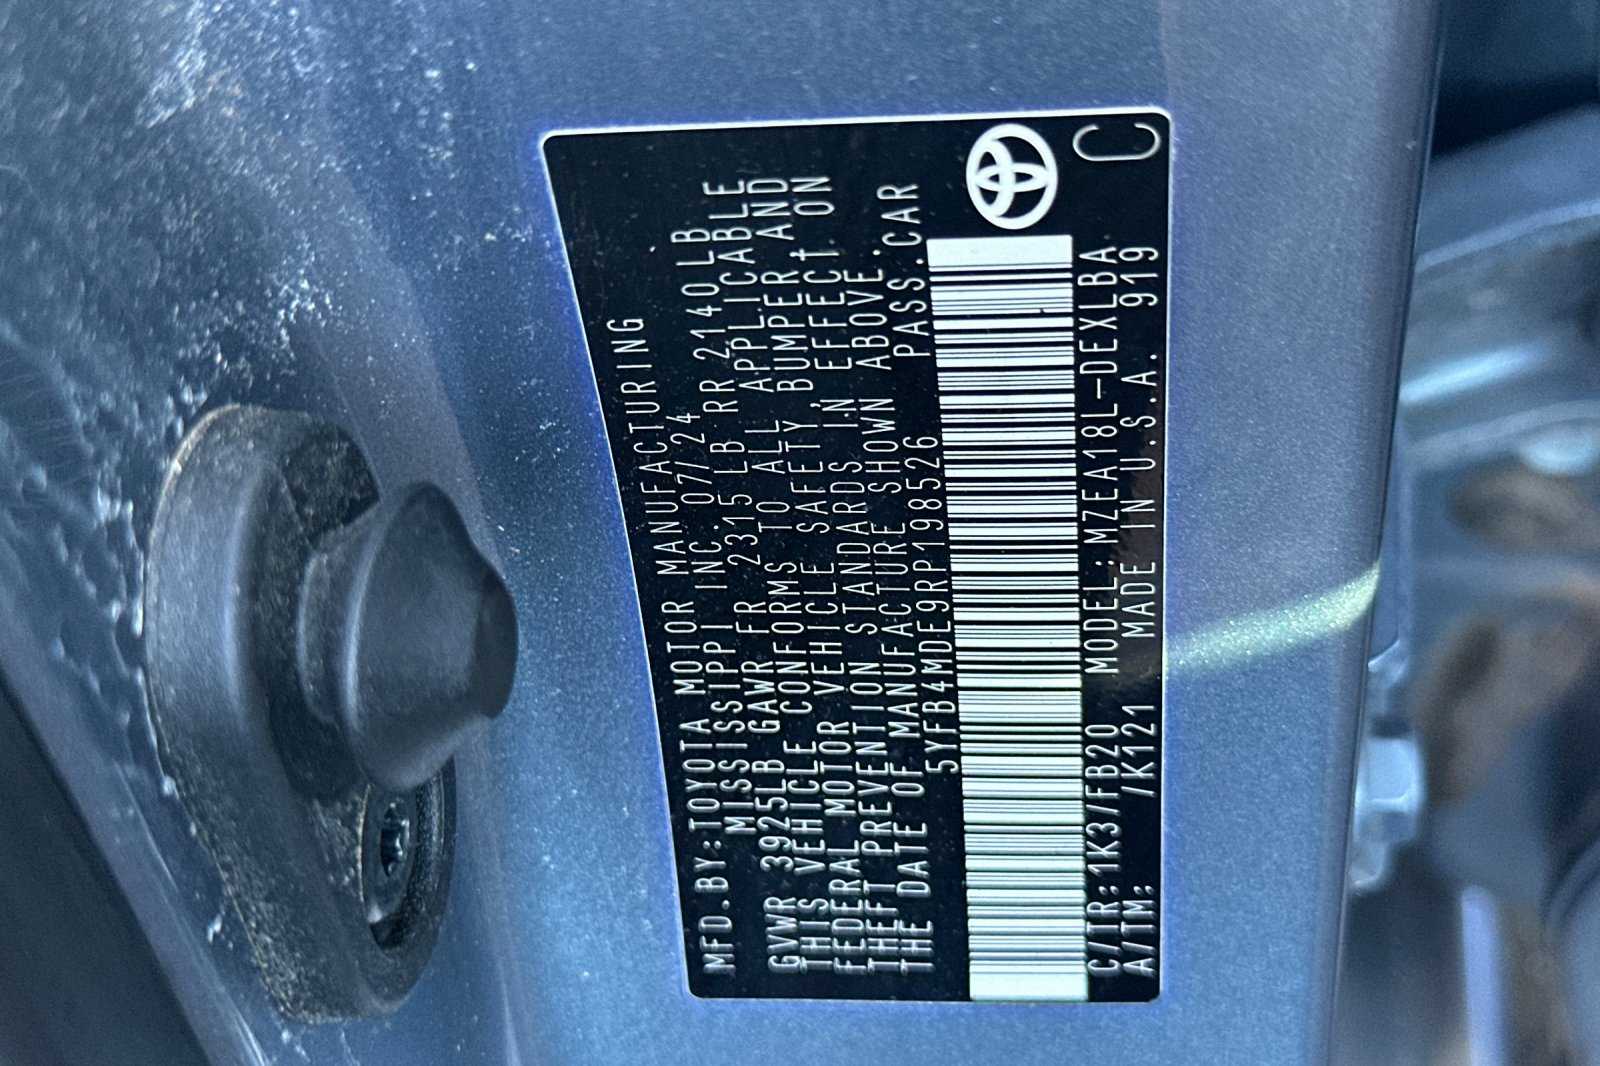 MFD.BY:TOYOTA MOTOR MANUFACTURING
MISSISSIPPI INC. 07/24
GVWR 3925LB GAWR FR 2315LB RR 2140LB
THIS VEHICLE CONFORMS TO ALL APPLICABLE
FEDERAL MOTOR VEHICLE SAFETY, BUMPER, AND
THEFT PREVENTION STANDARDS IN EFFECT ON
THE DATE OF MANUFACTURE SHOWN ABOVE.
5YFB4MDE9RP198526 PASS.CAR
C/TR:1K3/FB20 MODEL:MZEA18L-DEXLBA
A/TM: /K121 MADE IN U.S.A. 919
C